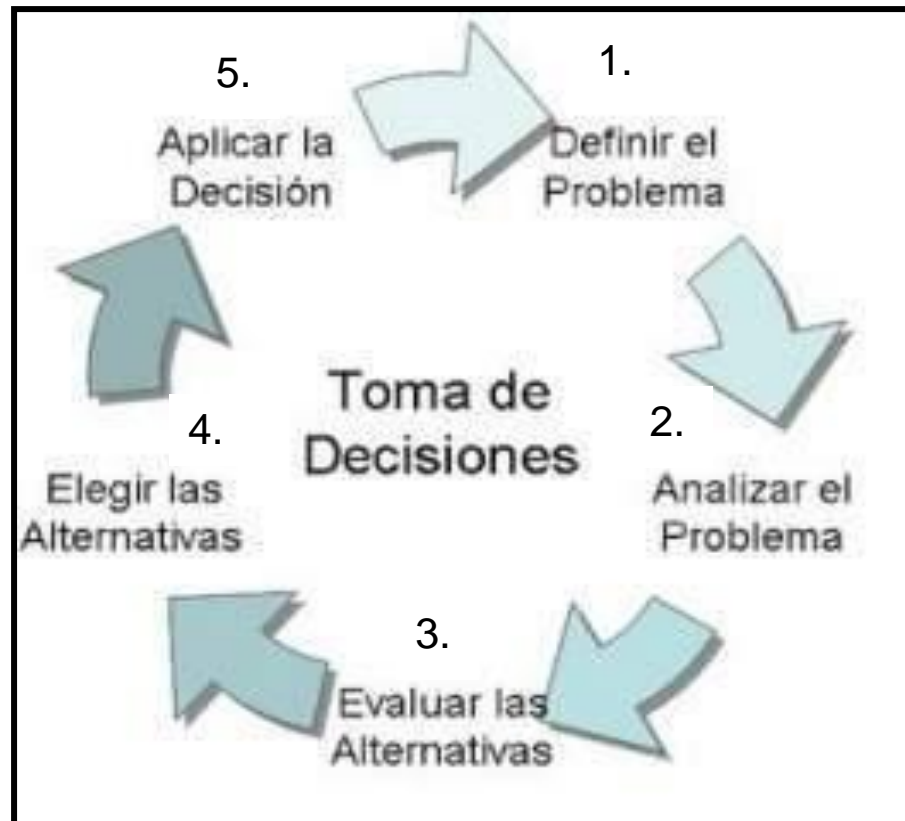 Toma de
Decisiones
1.
Definir el
Problema
2.
Analizar el
Problema
3.
Evaluar las
Alternativas
4.
Elegir las
Alternativas
5.
Aplicar la
Decisión